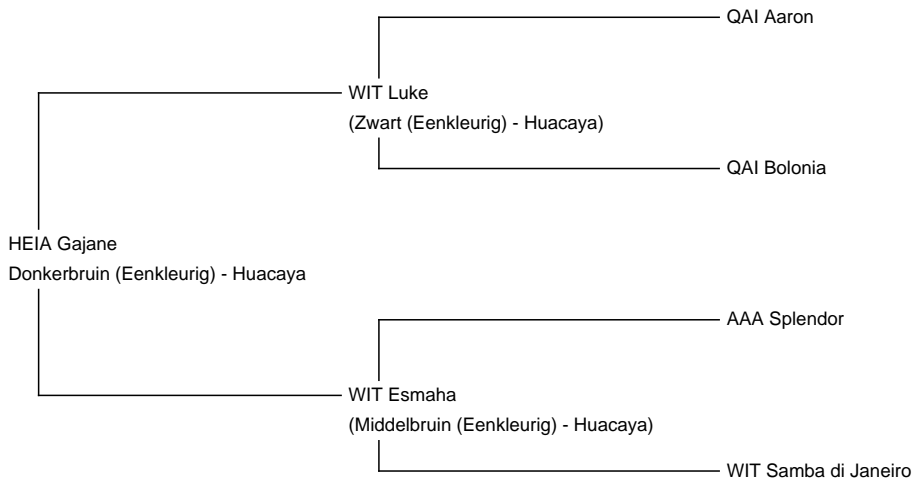 QAI Aaron
WIT Luke
(Zwart (Eenkleurig) - Huacaya)
QAI Bolonia
HEIA Gajane
Donkerbruin (Eenkleurig) - Huacaya
AAA Splendor
WIT Esmaha
(Middelbruin (Eenkleurig) - Huacaya)
WIT Samba di Janeiro